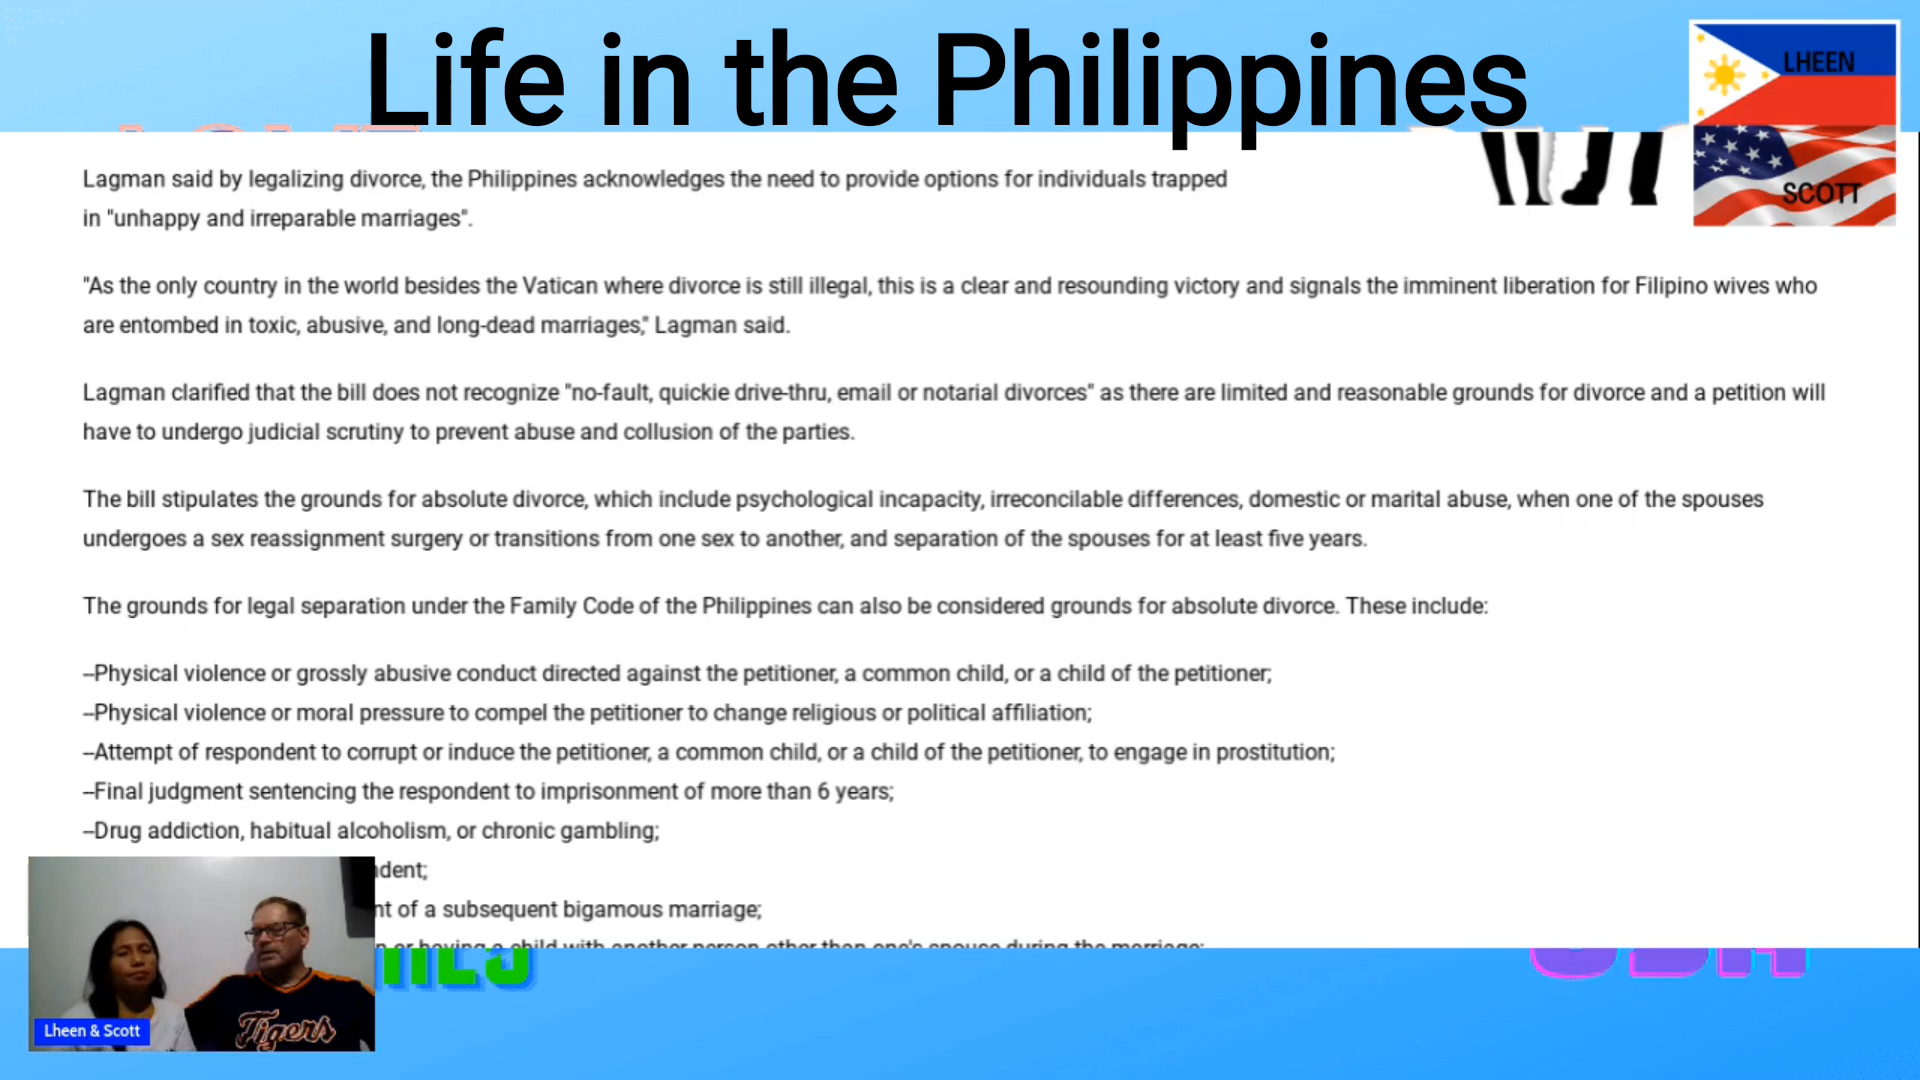 Life in the Philippines
LHEEN
SCOTT
Lagman said by legalizing divorce, the Philippines acknowledges the need to provide options for individuals trapped
in "unhappy and irreparable marriages".
"As the only country in the world besides the Vatican where divorce is still illegal, this is a clear and resounding victory and signals the imminent liberation for Filipino wives who
are entombed in toxic, abusive, and long-dead marriages," Lagman said.
Lagman clarified that the bill does not recognize "no-fault, quickie drive-thru, email or notarial divorces" as there are limited and reasonable grounds for divorce and a petition will
have to undergo judicial scrutiny to prevent abuse and collusion of the parties.
The bill stipulates the grounds for absolute divorce, which include psychological incapacity, irreconcilable differences, domestic or marital abuse, when one of the spouses
undergoes a sex reassignment surgery or transitions from one sex to another, and separation of the spouses for at least five years.
The grounds for legal separation under the Family Code of the Philippines can also be considered grounds for absolute divorce. These include:
–Physical violence or grossly abusive conduct directed against the petitioner, a common child, or a child of the petitioner;
–Physical violence or moral pressure to compel the petitioner to change religious or political affiliation;
–Attempt of respondent to corrupt or induce the petitioner, a common child, or a child of the petitioner, to engage in prostitution;
–Final judgment sentencing the respondent to imprisonment of more than 6 years;
–Drug addiction, habitual alcoholism, or chronic gambling;
dent;
nt of a subsequent bigamous marriage;
or having a child with another person other than one's spouse during the marriage;
Tigers
Lheen & Scott